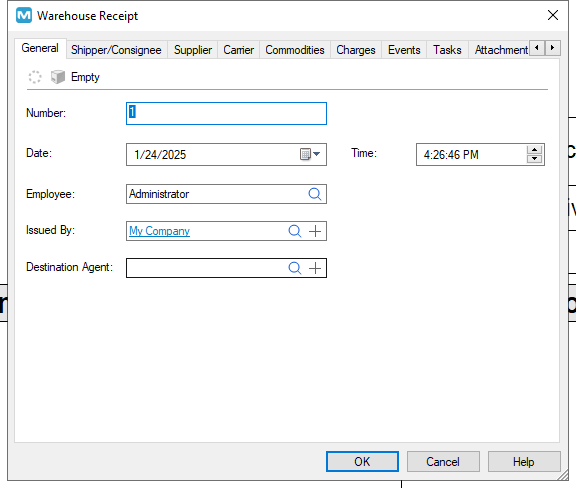 M Warehouse Receipt
General Shipper/Consignee Supplier Carrier Commodities Charges Events Tasks Attachment
Empty
Number: 1
Date: 1/24/2025 Time: 4:26:46 PM
Employee: Administrator
Issued By: My Company
Destination Agent:
OK Cancel Help